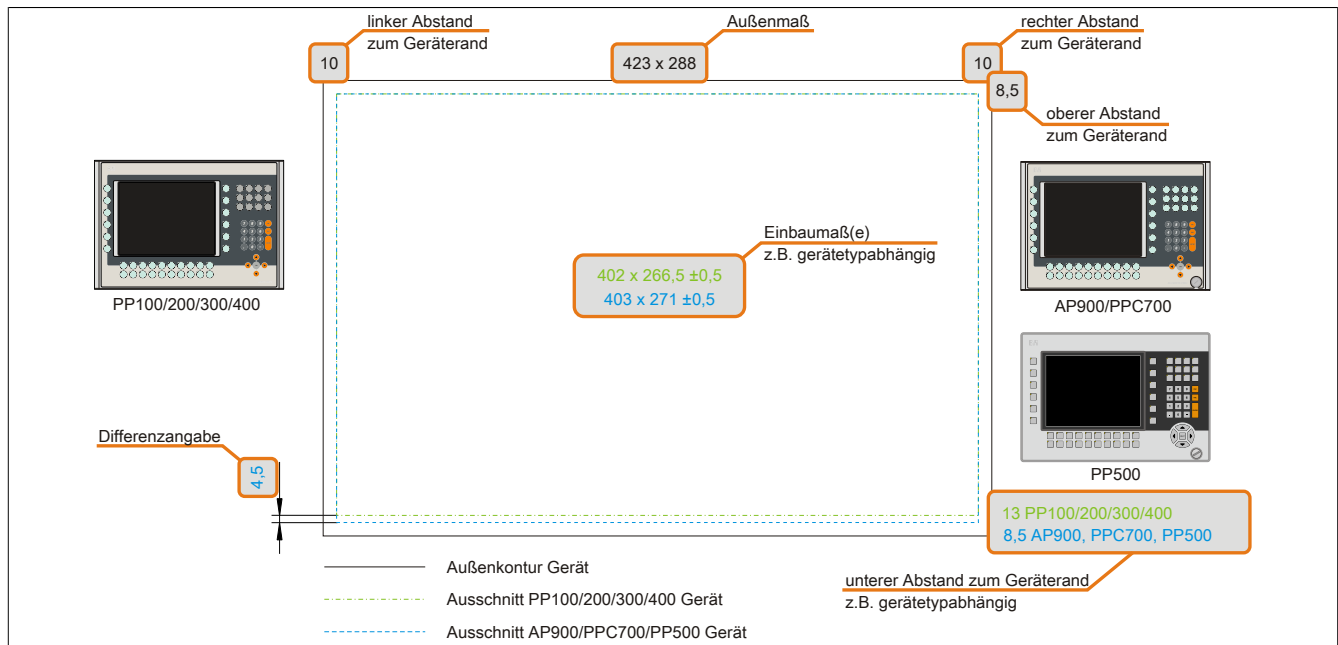 linker Abstand
zum Geräterand
10
Außenmaß
423 x 288
rechter Abstand
zum Geräterand
10
8,5
oberer Abstand
zum Geräterand
PP100/200/300/400
Einbaumaß(e)
z.B. gerätetypabhängig
402 x 266,5 ±0,5
403 x 271 ±0,5
AP900/PPC700
PP500
Differenzangabe
4,5
13 PP100/200/300/400
8,5 AP900, PPC700, PP500
unterer Abstand zum Geräterand
z.B. gerätetypabhängig
Außenkontur Gerät
Ausschnitt PP100/200/300/400 Gerät
Ausschnitt AP900/PPC700/PP500 Gerät